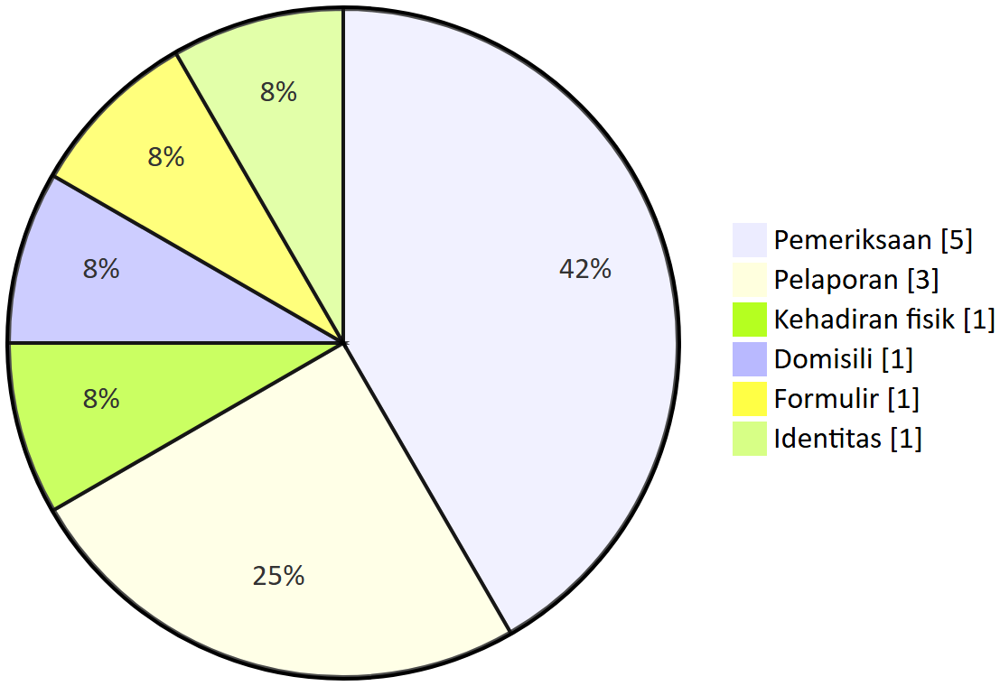 8%
8%
8%
42%
8%
25%
Pemeriksaan [5]
Pelaporan [3]
Kehadiran fisik [1]
Domisili [1]
Formulir [1]
Identitas [1]